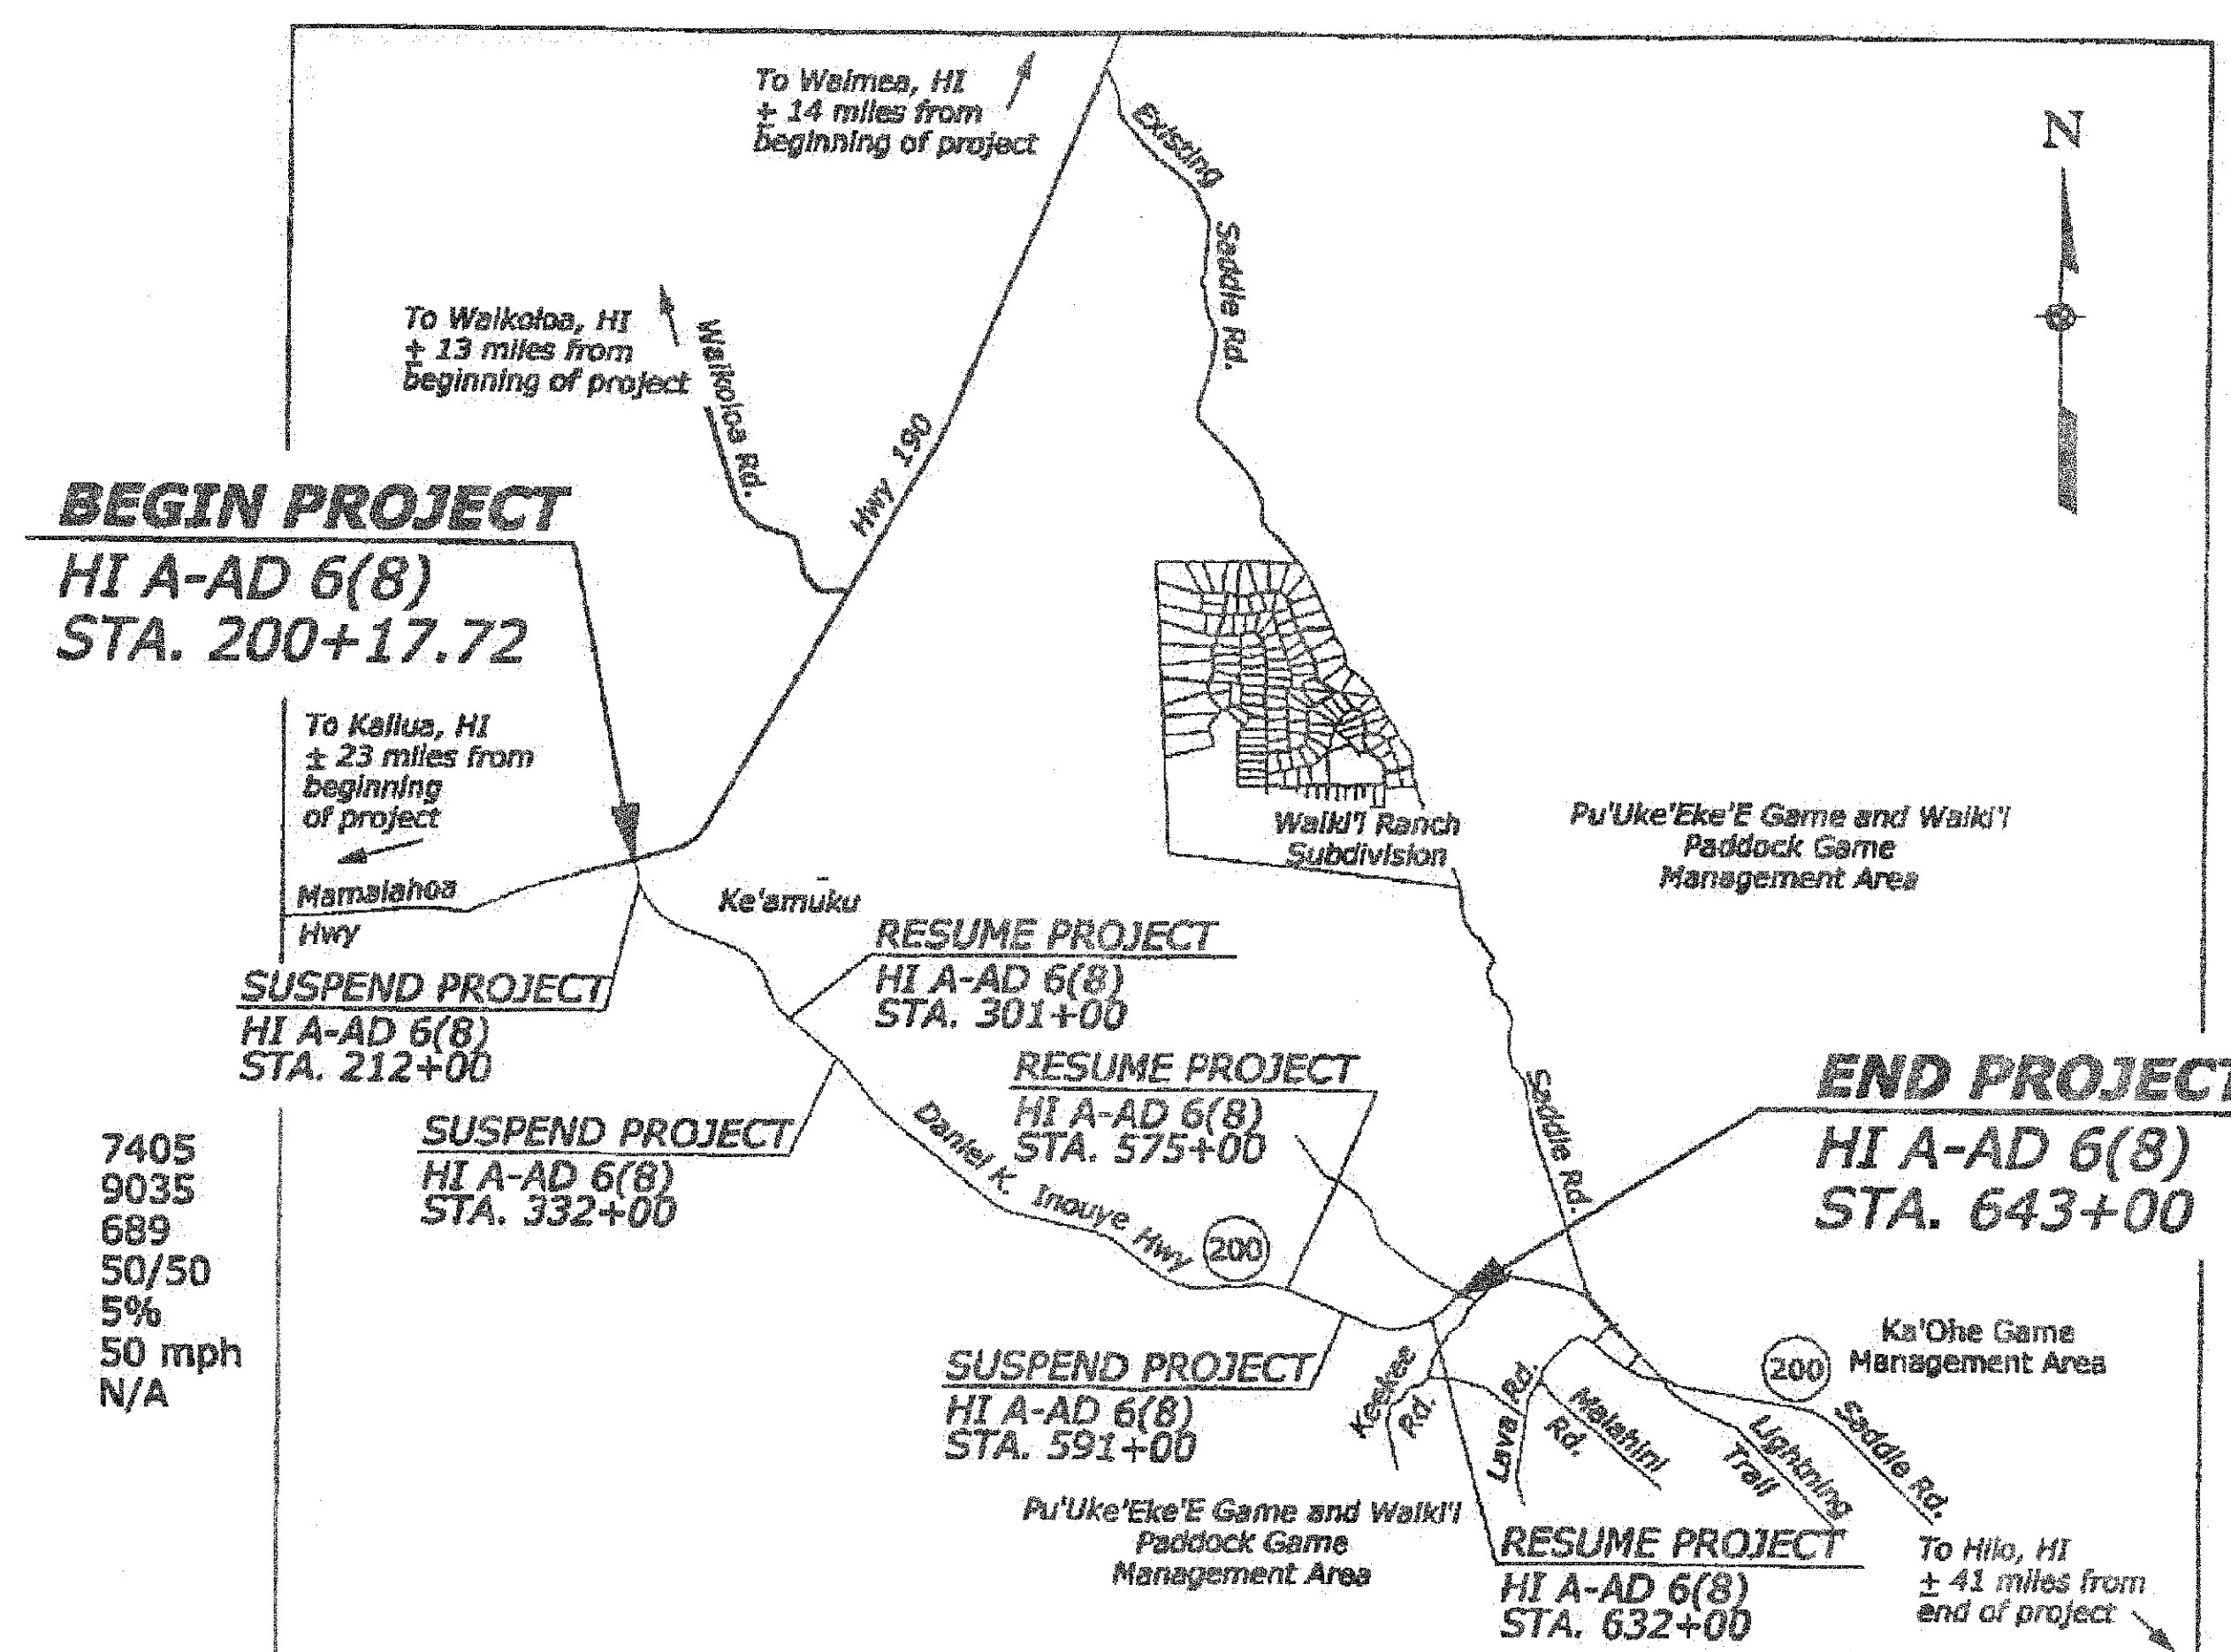 To Waimea, HI
± 14 miles from
beginning of project
Existing
Saddle Rd.
N
To Waikoloa, HI
± 13 miles from
beginning of project
Waikoloa Rd.
Hwy 190
BEGIN PROJECT
HI A-AD 6(8)
STA. 200+17.72
To Kailua, HI
± 23 miles from
beginning
of project
Mamalahoa
Hwy
Ke'amuku
Waiki'i Ranch
Subdivision
Pu'Uke'Eke'E Game and Waiki'i
Paddock Game
Management Area
SUSPEND PROJECT
HI A-AD 6(8)
STA. 212+00
RESUME PROJECT
HI A-AD 6(8)
STA. 301+00
SUSPEND PROJECT
HI A-AD 6(8)
STA. 332+00
RESUME PROJECT
HI A-AD 6(8)
STA. 575+00
Daniel K. Inouye Hwy
200
Saddle Rd.
END PROJECT
HI A-AD 6(8)
STA. 643+00
7405
9035
689
50/50
5%
50 mph
N/A
SUSPEND PROJECT
HI A-AD 6(8)
STA. 591+00
Keekee
Rd.
Lava Rd.
Malahini
Rd.
Lightning
Trail
200
Saddle Rd.
Ka'Ohe Game
Management Area
Pu'Uke'Eke'E Game and Waiki'i
Paddock Game
Management Area
RESUME PROJECT
HI A-AD 6(8)
STA. 632+00
To Hilo, HI
± 41 miles from
end of project